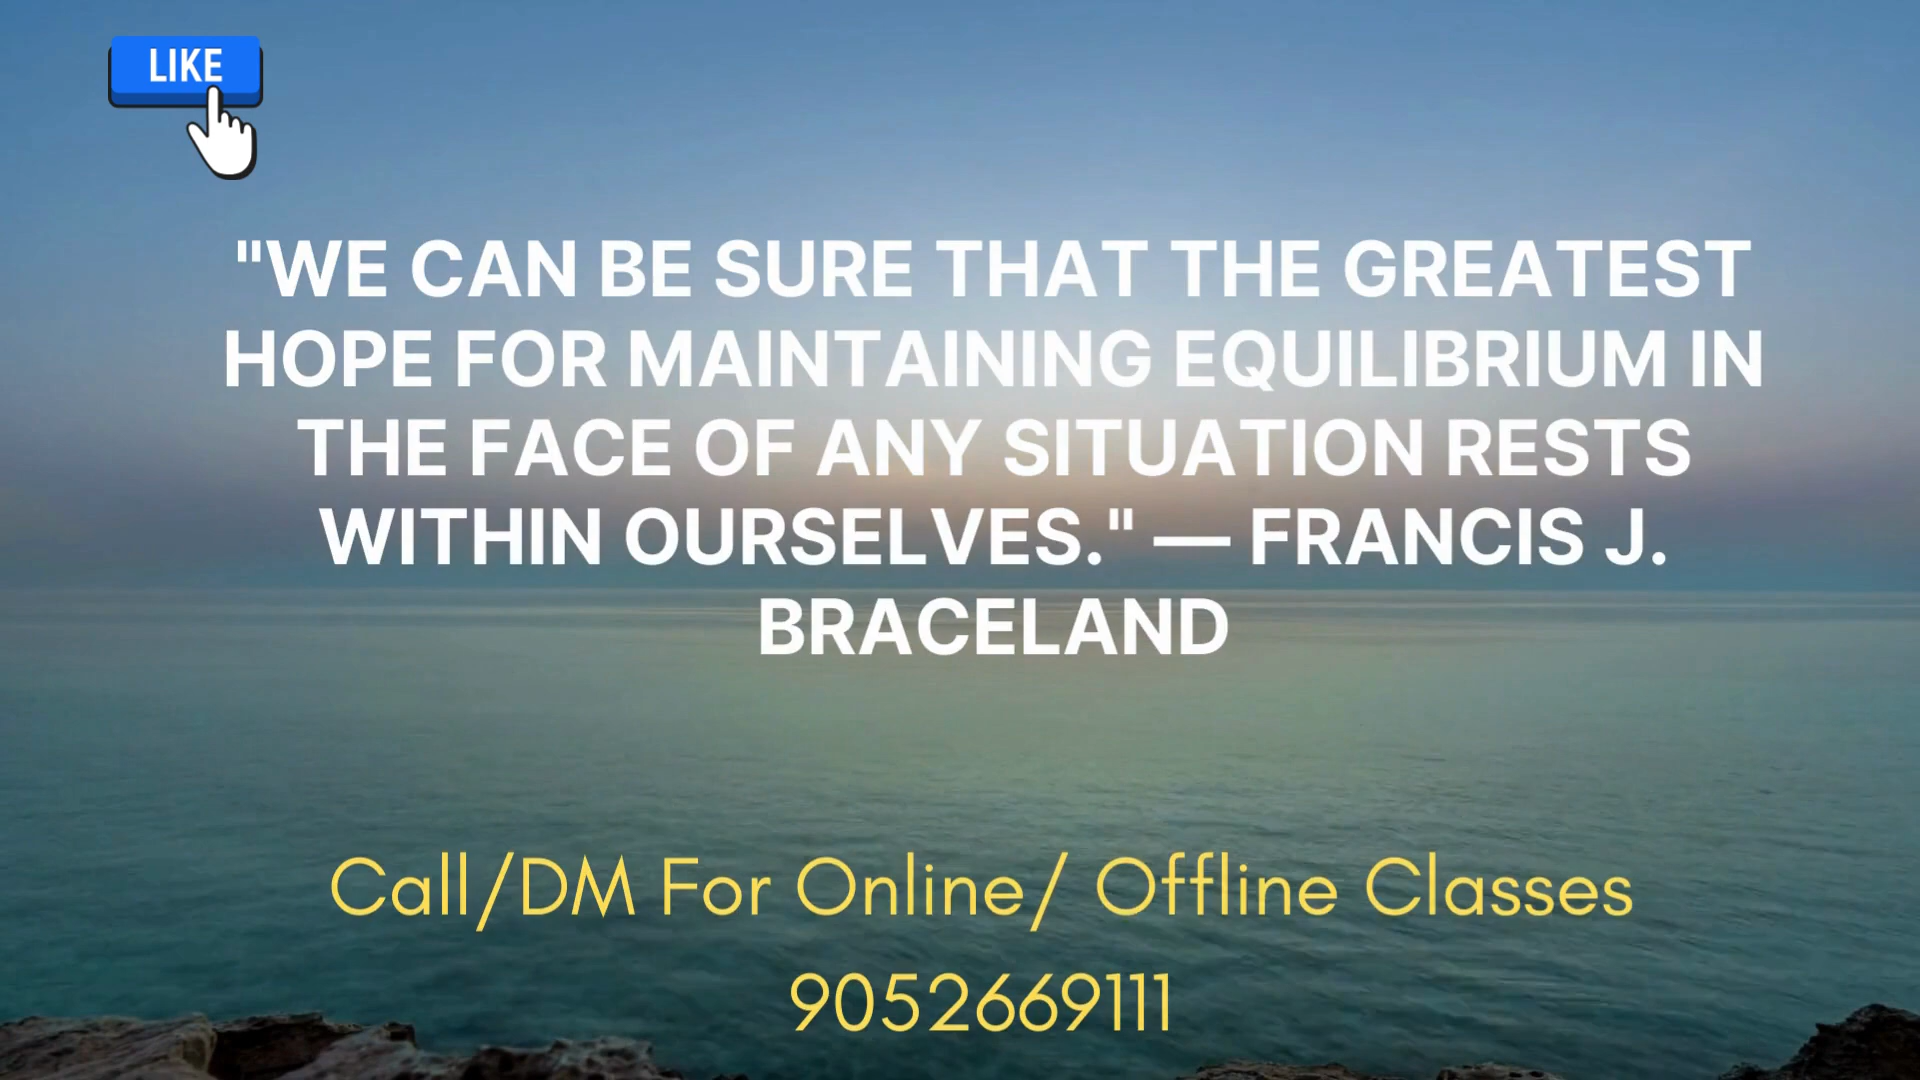 LIKE
"WE CAN BE SURE THAT THE GREATEST
HOPE FOR MAINTAINING EQUILIBRIUM IN
THE FACE OF ANY SITUATION RESTS
WITHIN OURSELVES." — FRANCIS J.
BRACELAND
Call/DM For Online/ Offline Classes
9052669111